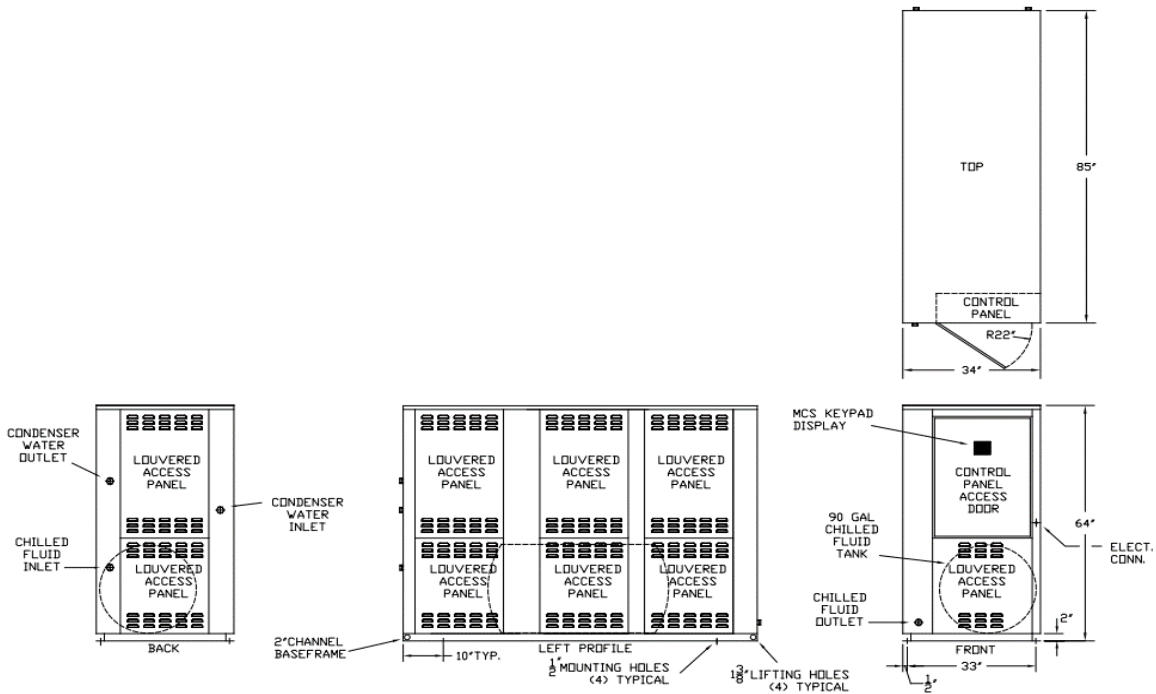 TOP
85"
CONTROL
PANEL
R22"
34"
CONDENSER
WATER
OUTLET
CHILLED
FLUID
INLET
LOUVERED
ACCESS
PANEL
LOUVERED
ACCESS
PANEL
CONDENSER
WATER
INLET
BACK
LOUVERED
ACCESS
PANEL
LOUVERED
ACCESS
PANEL
LOUVERED
ACCESS
PANEL
LOUVERED
ACCESS
PANEL
LOUVERED
ACCESS
PANEL
LOUVERED
ACCESS
PANEL
2"CHANNEL
BASEFRAME
10"TYP.
LEFT PROFILE
1/2" MOUNTING HOLES
(4) TYPICAL
1 3/8" LIFTING HOLES
(4) TYPICAL
MCS KEYPAD
DISPLAY
CONTROL
PANEL
ACCESS
DOOR
90 GAL
CHILLED
FLUID
TANK
LOUVERED
ACCESS
PANEL
CHILLED
FLUID
OUTLET
64"
ELECT.
CONN.
2"
FRONT
33"
1/2"